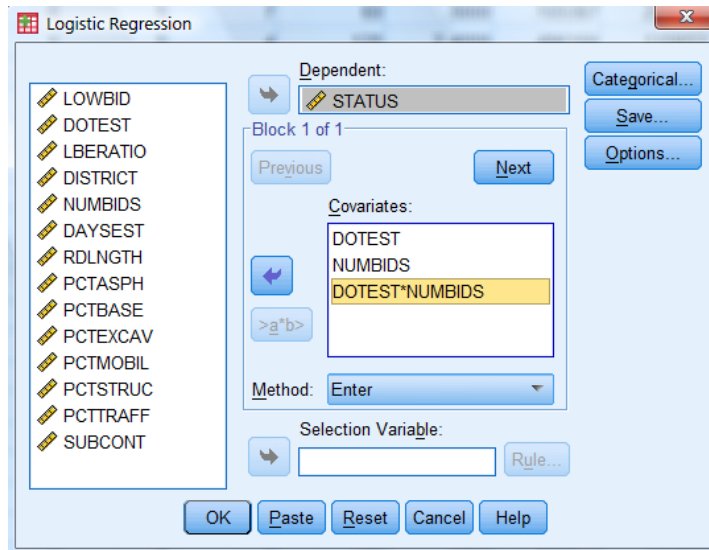 Logistic Regression
LOWBID
DOTEST
LBERATIO
DISTRICT
NUMBIDS
DAYSEST
RDLNGTH
PCTASPH
PCTBASE
PCTEXCAV
PCTMOBIL
PCTSTRUC
PCTTRAFF
SUBCONT
Dependent:
STATUS
Block 1 of 1
Previous
Next
Covariates:
DOTEST
NUMBIDS
DOTEST*NUMBIDS
>a*b>
Method: Enter
Selection Variable:
Rule...
Categorical...
Save...
Options...
OK Paste Reset Cancel Help